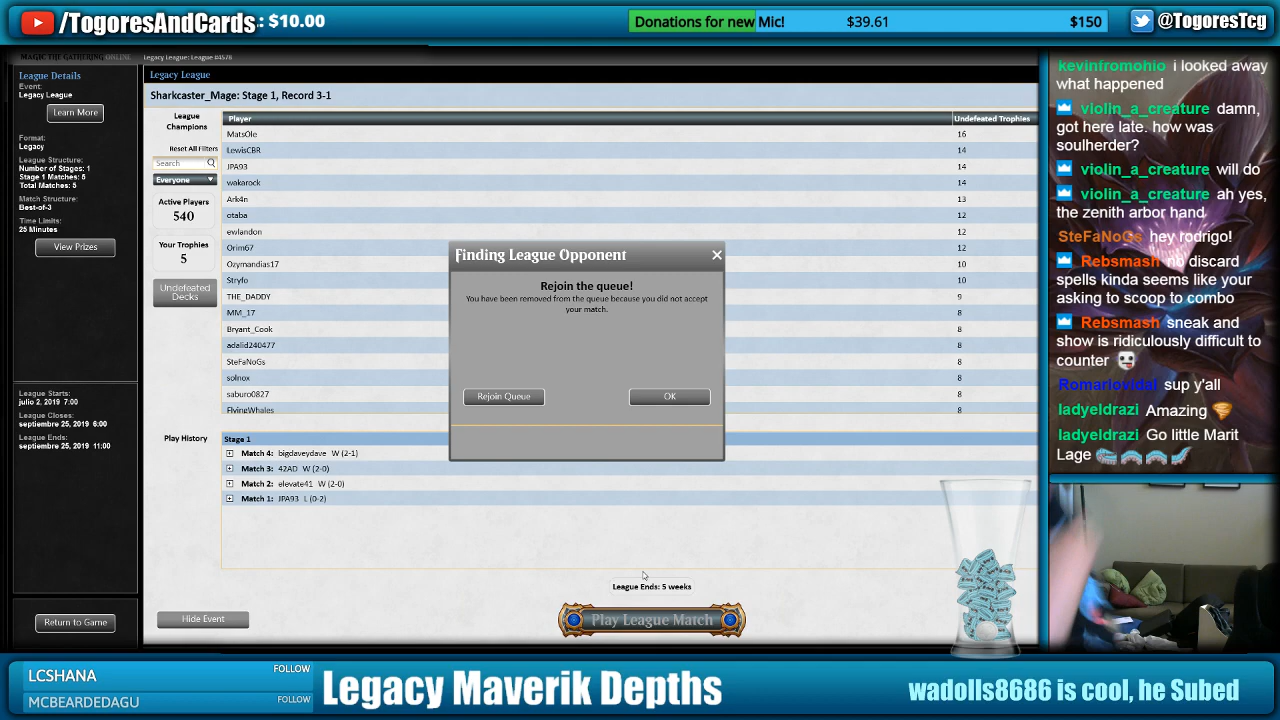 /TogoresAndCards: $10.00
Donations for new Mic!
$39.61
$150
@TogoresTcg
MAGIC: THE GATHERING ONLINE
Legacy League: League #4578
League Details
Event:
Legacy League
Learn More
Format:
Legacy
League Structure:
Number of Stages: 1
Stage 1 Matches: 5
Total Matches: 5
Match Structure:
Best-of-3
Time Limits:
25 Minutes
View Prizes
League Starts:
julio 2, 2019 7:00
League Closes:
septiembre 25, 2019 6:00
League Ends:
septiembre 25, 2019 11:00
Return to Game
Legacy League
Sharkcaster_Mage: Stage 1, Record 3-1
League
Champions
Reset All Filters
Search
Everyone
Active Players
540
Your Trophies
5
Undefeated
Decks
Player Undefeated Trophies
MatsOle 16
LewisCBR 14
JPA93 14
wakarock 14
Ark4n 13
otaba 12
ewlandon 12
Orim67 12
Ozymandias17 10
Stryfo 10
THE_DADDY 9
MM_17 8
Bryant_Cook 8
adalid240477 8
SteFaNoGs 8
solnox 8
saburo0827 8
FlyingWhales 8
Finding League Opponent
Rejoin the queue!
You have been removed from the queue because you did not accept
your match.
Rejoin Queue
OK
Play History
Stage 1
Match 4: bigdaveydave W (2-1)
Match 3: 42AD W (2-0)
Match 2: elevate41 W (2-0)
Match 1: JPA93 L (0-2)
League Ends: 5 weeks
Hide Event
Play League Match
kevinfromohio i looked away
what happened
violin_a_creature damn,
got here late. how was
soulherder?
violin_a_creature will do
violin_a_creature ah yes,
the zenith arbor hand
SteFaNoGs hey rodrigo!
Rebsmash no discard
spells kinda seems like your
asking to scoop to combo
Rebsmash sneak and
show is ridiculously difficult to
counter
Romariovidal sup y'all
ladyeldrazi Amazing
ladyeldrazi Go little Marit
Lage
LCSHANA FOLLOW
MCBEARDEDAGU FOLLOW
Legacy Maverik Depths
wadolls8686 is cool, he Subed